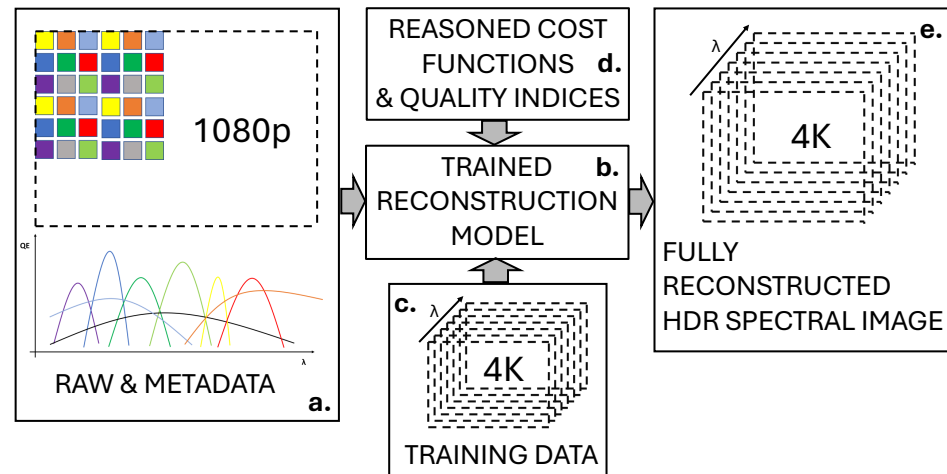 1080p
QE
λ
RAW & METADATA
a.
REASONED COST
FUNCTIONS
d.
& QUALITY INDICES
b.
TRAINED
RECONSTRUCTION
MODEL
c.
λ
4K
TRAINING DATA
e.
λ
4K
FULLY
RECONSTRUCTED
HDR SPECTRAL IMAGE